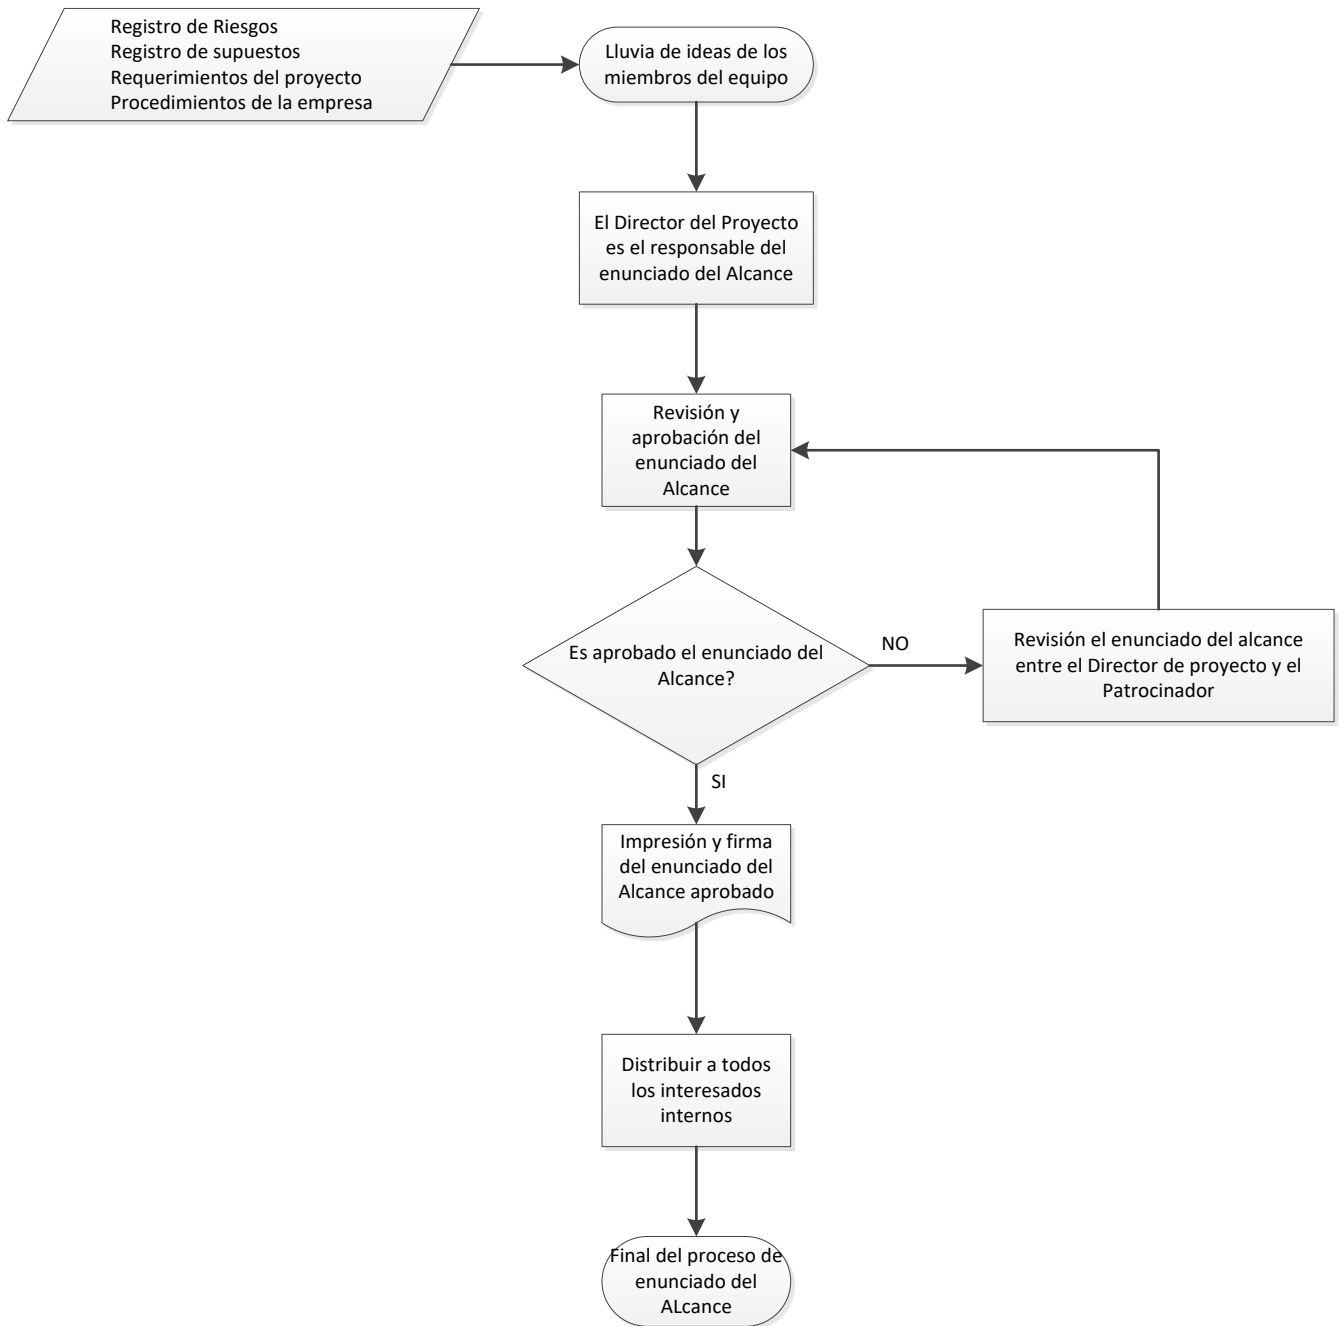 Registro de Riesgos
Registro de supuestos
Requerimientos del proyecto
Procedimientos de la empresa
Lluvia de ideas de los
miembros del equipo
El Director del Proyecto
es el responsable del
enunciado del Alcance
Revisión y
aprobación del
enunciado del
Alcance
Es aprobado el enunciado del
Alcance?
NO
Revisión el enunciado del alcance
entre el Director de proyecto y el
Patrocinador
SI
Impresión y firma
del enunciado del
Alcance aprobado
Distribuir a todos
los interesados
internos
Final del proceso de
enunciado del
ALcance